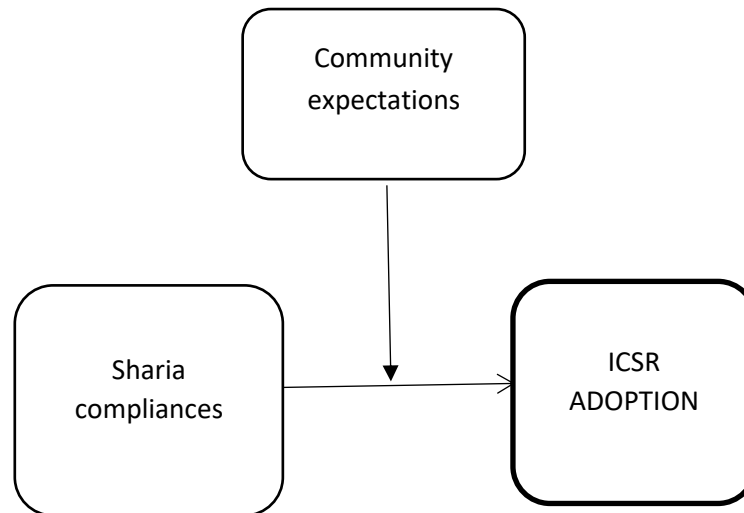 Community
expectations
Sharia
compliances
ICSR
ADOPTION